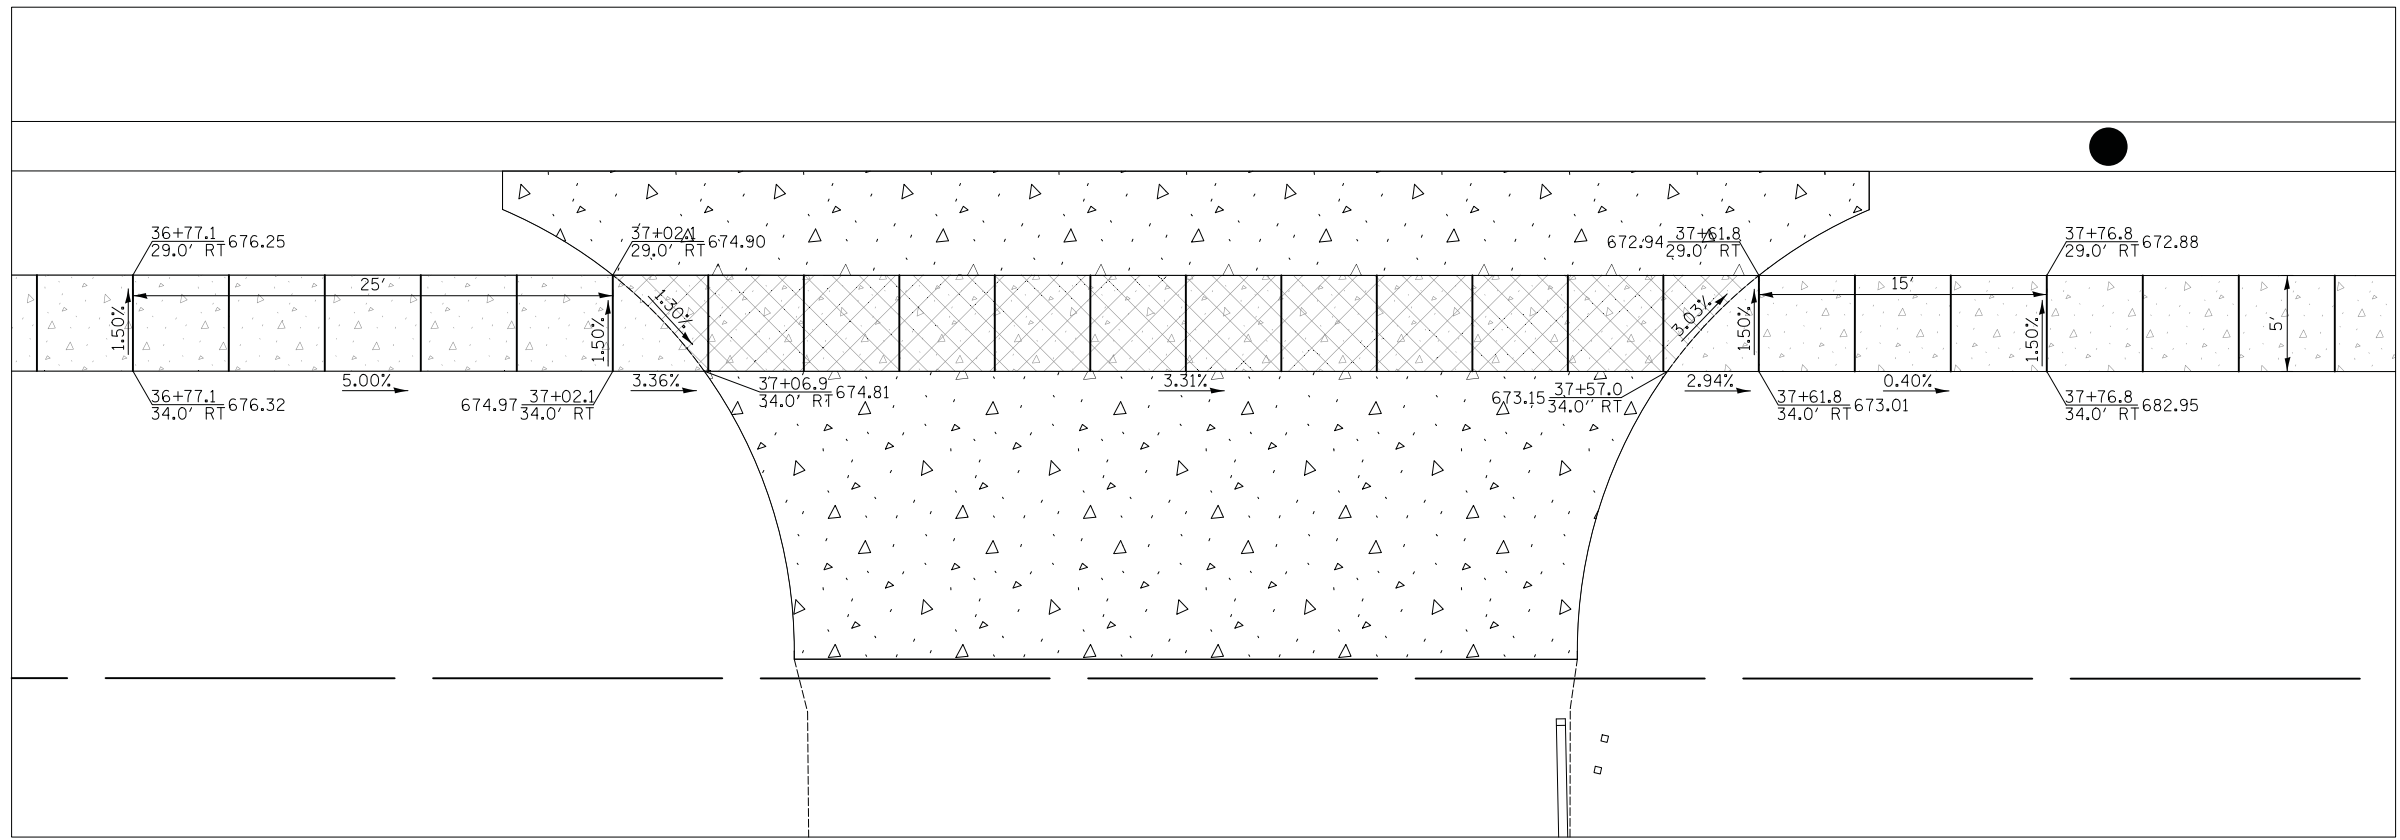 36+77.1
29.0' RT 676.25
37+02.1
29.0' RT 674.90
672.94 37+61.8
29.0' RT
37+76.8
29.0' RT 672.88
25'
15'
1.50%
1.50%
1.30%
3.03%
1.50%
1.50%
5'
5.00%
3.36%
3.31%
2.94%
0.40%
36+77.1
34.0' RT 676.32
674.97 37+02.1
34.0' RT
37+06.9
34.0' RT 674.81
673.15 37+57.0
34.0' RT
37+61.8
34.0' RT 673.01
37+76.8
34.0' RT 682.95